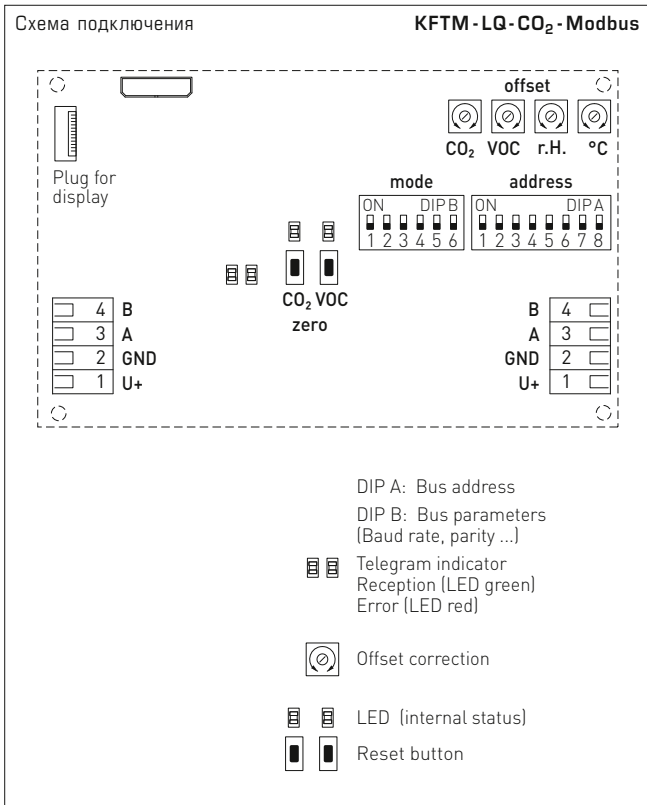 Схема подключения
KFTM - LQ - CO₂ - Modbus
offset
CO₂ VOC r.H. °C
Plug for
display
mode
address
ON DIP B
ON DIP A
1 2 3 4 5 6
1 2 3 4 5 6 7 8
CO₂ VOC
zero
4 B
3 A
2 GND
1 U+
B 4
A 3
GND 2
U+ 1
DIP A: Bus address
DIP B: Bus parameters
(Baud rate, parity ...)
Telegram indicator
Reception (LED green)
Error (LED red)
Offset correction
LED (internal status)
Reset button